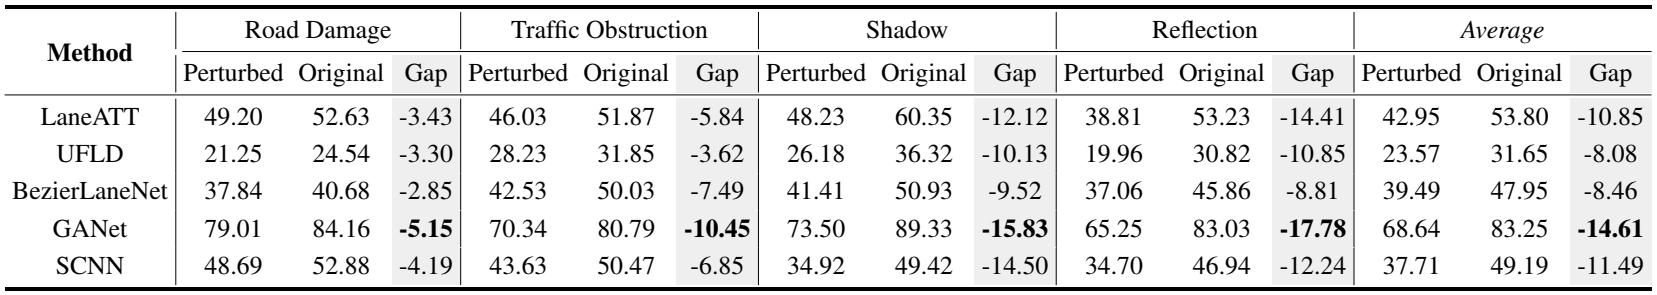 Method Road Damage Traffic Obstruction Shadow Reflection Average
Perturbed Original Gap Perturbed Original Gap Perturbed Original Gap Perturbed Original Gap Perturbed Original Gap
LaneATT 49.20 52.63 -3.43 46.03 51.87 -5.84 48.23 60.35 -12.12 38.81 53.23 -14.41 42.95 53.80 -10.85
UFLD 21.25 24.54 -3.30 28.23 31.85 -3.62 26.18 36.32 -10.13 19.96 30.82 -10.85 23.57 31.65 -8.08
BezierLaneNet 37.84 40.68 -2.85 42.53 50.03 -7.49 41.41 50.93 -9.52 37.06 45.86 -8.81 39.49 47.95 -8.46
GANet 79.01 84.16 -5.15 70.34 80.79 -10.45 73.50 89.33 -15.83 65.25 83.03 -17.78 68.64 83.25 -14.61
SCNN 48.69 52.88 -4.19 43.63 50.47 -6.85 34.92 49.42 -14.50 34.70 46.94 -12.24 37.71 49.19 -11.49